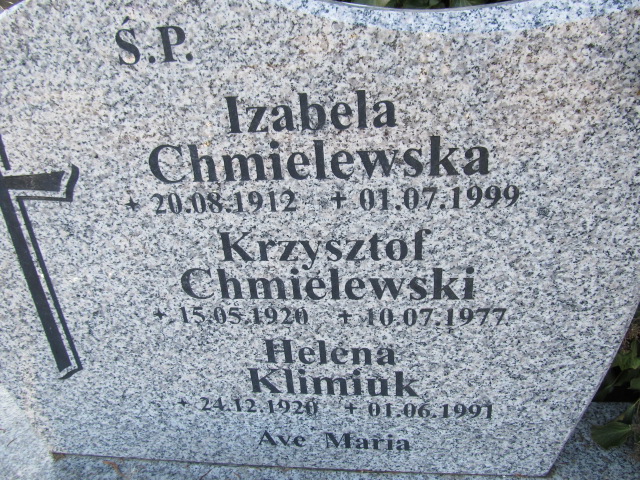 Ś.P.
Izabela
Chmielewska
+ 20.08.1912 + 01.07.1999
Krzysztof
Chmielewski
+ 15.05.1920 + 10.07.1977
Helena
Klimiuk
+ 24.12.1920 + 01.06.1991
Ave Maria